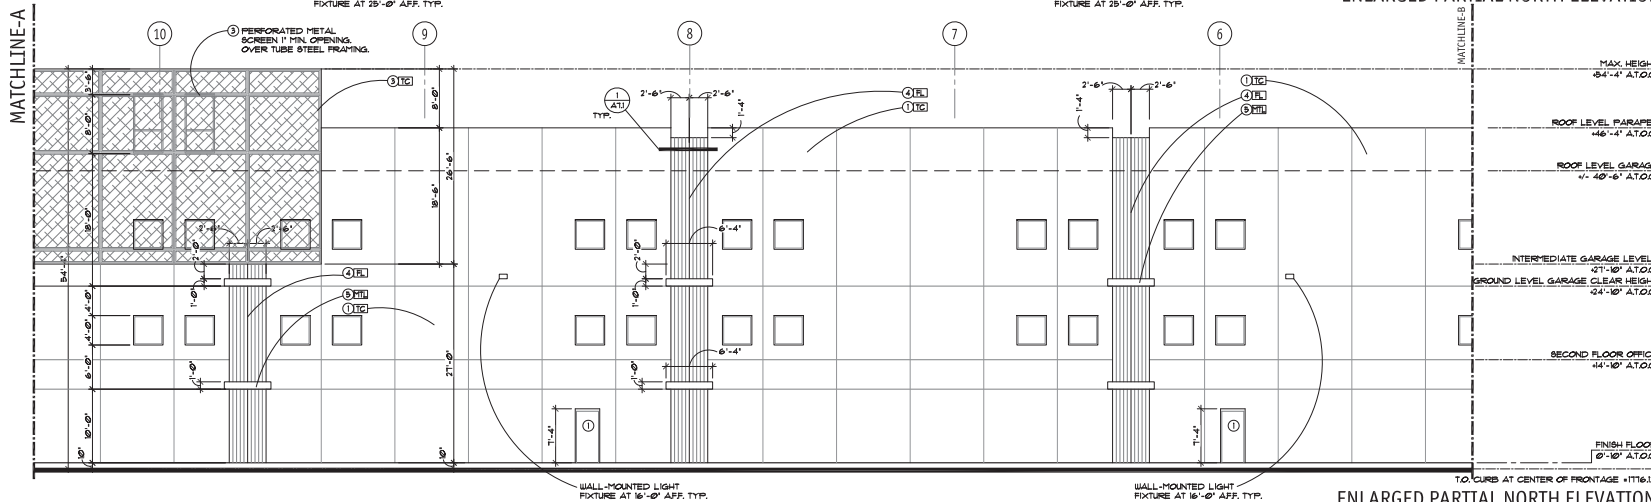 FIXTURE AT 25'-0" A.F.F. TYP.
FIXTURE AT 25'-0" A.F.F. TYP.
ENLARGED PARTIAL NORTH ELEVATION
MATCHLINE-A
10
3 PERFORATED METAL
SCREEN 1" MIN. OPENING.
OVER TUBE STEEL FRAMING.
9
8
7
6
MATCHLINE-B
MAX. HEIGH
+54'-4" A.T.O.C
3 TC
3'-6"
8'-0"
8'-0"
2'-6"
2'-6"
1'-4"
1
A7.1
TYP.
4 FL
1 TC
2'-6"
2'-6"
1'-4"
1 TC
4 FL
5 MTL
ROOF LEVEL PARAPE
+46'-4" A.T.O.C
ROOF LEVEL GARAG
+/- 40'-6" A.T.O.C
18'-6"
26'-6"
18'-0"
54'-4"
2'-6"
2'-6"
2'-0"
1'-0"
6'-4"
2'-0"
1'-0"
INTERMEDIATE GARAGE LEVEL
+27'-10" A.T.O.C
GROUND LEVEL GARAGE CLEAR HEIGH
+24'-10" A.T.O.C
4 FL
5 MTL
1 TC
4'-0"
4'-0"
6'-0"
1'-0"
27'-0"
6'-4"
1'-0"
SECOND FLOOR OFFIC
+14'-10" A.T.O.C
10'-0"
10"
10"
7'-4"
1
7'-4"
1
FINISH FLOO
0'-10" A.T.O.C
WALL-MOUNTED LIGHT
FIXTURE AT 16'-0" A.F.F. TYP.
WALL-MOUNTED LIGHT
FIXTURE AT 16'-0" A.F.F. TYP.
T.O. CURB AT CENTER OF FRONTAGE
ENLARGED PARTIAL NORTH ELEVATION